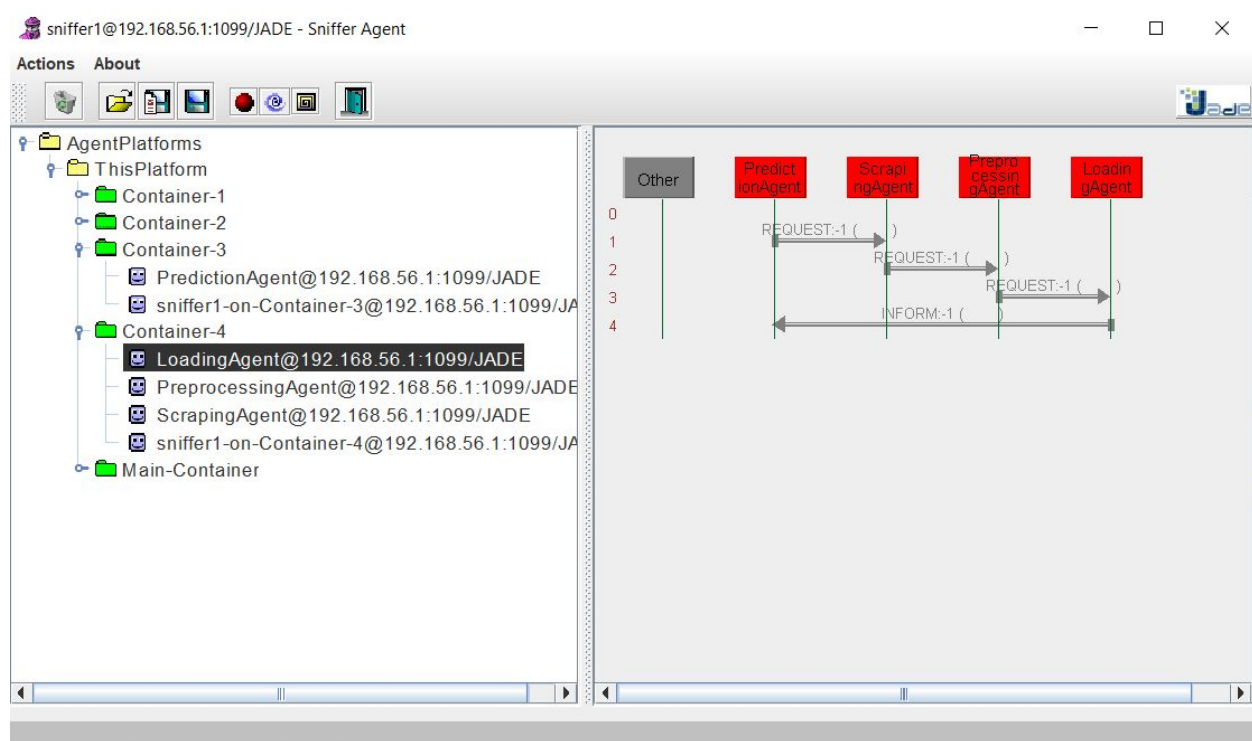 sniffer1@192.168.56.1:1099/JADE - Sniffer Agent
Actions About
Jade
AgentPlatforms
ThisPlatform
Container-1
Container-2
Container-3
PredictionAgent@192.168.56.1:1099/JADE
sniffer1-on-Container-3@192.168.56.1:1099/JA
Container-4
LoadingAgent@192.168.56.1:1099/JADE
PreprocessingAgent@192.168.56.1:1099/JADE
ScrapingAgent@192.168.56.1:1099/JADE
sniffer1-on-Container-4@192.168.56.1:1099/JA
Main-Container
Other
Predict
ionAgent
Scrapi
ngAgent
Prepro
cessin
gAgent
Loadin
gAgent
0
REQUEST:-1 ( )
1
REQUEST:-1 ( )
2
REQUEST:-1 ( )
3
INFORM:-1 ( )
4